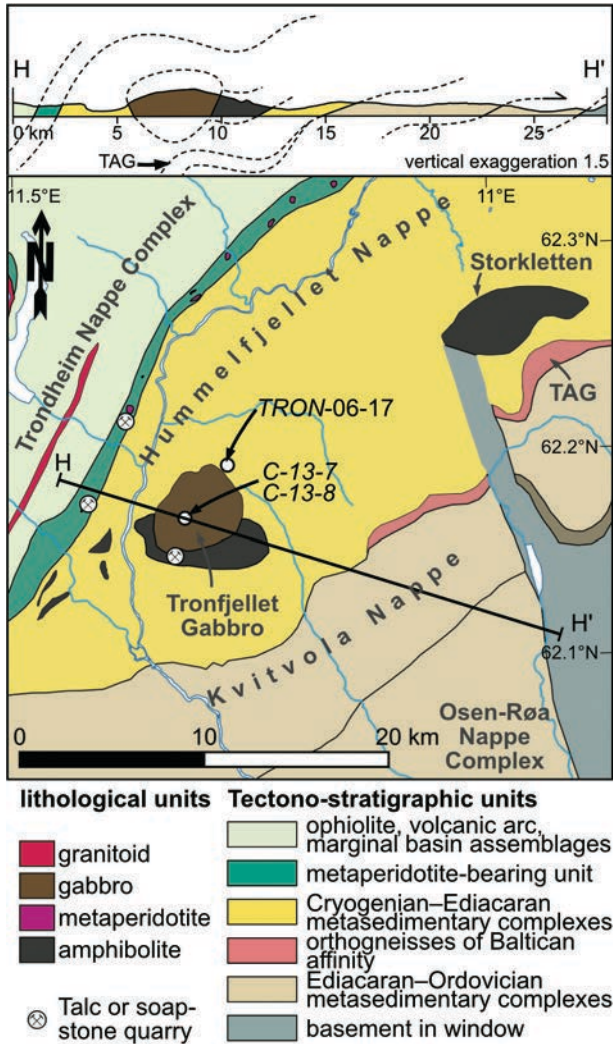 H
H'
0 km
5
10
15
20
25
TAG
vertical exaggeration 1.5
11.5°E
11°E
N
62.3°N
Trondheim Nappe Complex
Hummelfjellet Nappe
Storkletten
TAG
TRON-06-17
62.2°N
H
C-13-7
C-13-8
Tronfjellet
Gabbro
Kvitvola Nappe
H'
62.1°N
Osen-Røa
Nappe
Complex
0
10
20 km
lithological units
granitoid
gabbro
metaperidotite
amphibolite
Talc or soap-
stone quarry
Tectono-stratigraphic units
ophiolite, volcanic arc,
marginal basin assemblages
metaperidotite-bearing unit
Cryogenian–Ediacaran
metasedimentary complexes
orthogneisses of Baltican
affinity
Ediacaran–Ordovician
metasedimentary complexes
basement in window